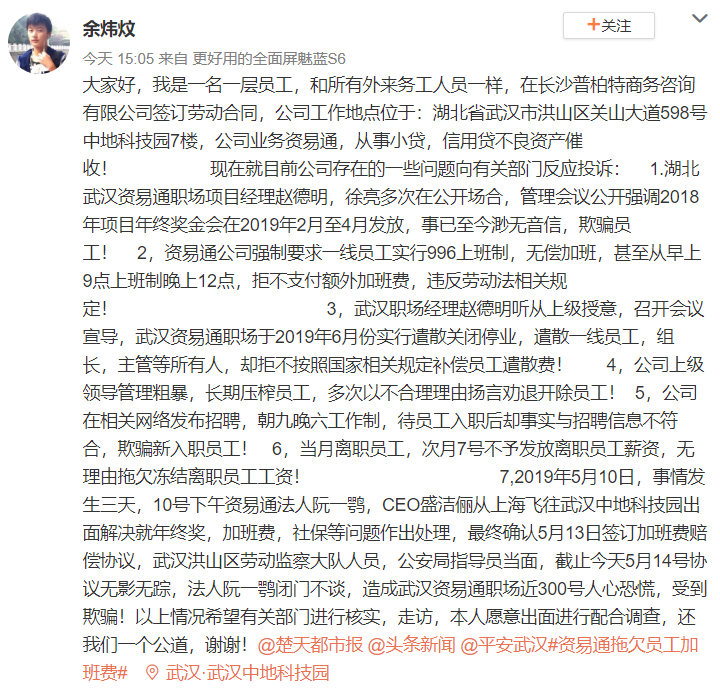 余炜炆
+关注
今天 15:05 来自 更好用的全面屏魅蓝S6
大家好，我是一名一层员工，和所有外来务工人员一样，在长沙普柏特商务咨询
有限公司签订劳动合同，公司工作地点位于：湖北省武汉市洪山区关山大道598号
中地科技园7楼，公司业务资易通，从事小贷，信用贷不良资产催
收！ 现在就目前公司存在的一些问题向有关部门反应投诉： 1.湖北
武汉资易通职场项目经理赵德明，徐亮多次在公开场合，管理会议公开强调2018
年项目年终奖金会在2019年2月至4月发放，事已至今渺无音信，欺骗员
工！ 2，资易通公司强制要求一线员工实行996上班制，无偿加班，甚至从早上
9点上班制晚上12点，拒不支付额外加班费，违反劳动法相关规
定！ 3，武汉职场经理赵德明听从上级授意，召开会议
宣导，武汉资易通职场于2019年6月份实行遣散关闭停业，遣散一线员工，组
长，主管等所有人，却拒不按照国家相关规定补偿员工遣散费！ 4，公司上级
领导管理粗暴，长期压榨员工，多次以不合理理由扬言劝退开除员工！ 5，公司
在相关网络发布招聘，朝九晚六工作制，待员工入职后却事实与招聘信息不符
合，欺骗新入职员工！ 6，当月离职员工，次月7号不予发放离职员工薪资，无
理由拖欠冻结离职员工工资！ 7,2019年5月10日，事情发
生三天，10号下午资易通法人阮一鹗，CEO盛洁俪从上海飞往武汉中地科技园出
面解决就年终奖，加班费，社保等问题作出处理，最终确认5月13日签订加班费赔
偿协议，武汉洪山区劳动监察大队人员，公安局指导员当面，截止今天5月14号协
议无影无踪，法人阮一鹗闭门不谈，造成武汉资易通职场近300号人心恐慌，受到
欺骗！以上情况希望有关部门进行核实，走访，本人愿意出面进行配合调查，还
我们一个公道，谢谢！@楚天都市报 @头条新闻 @平安武汉#资易通拖欠员工加
班费# 武汉·武汉中地科技园